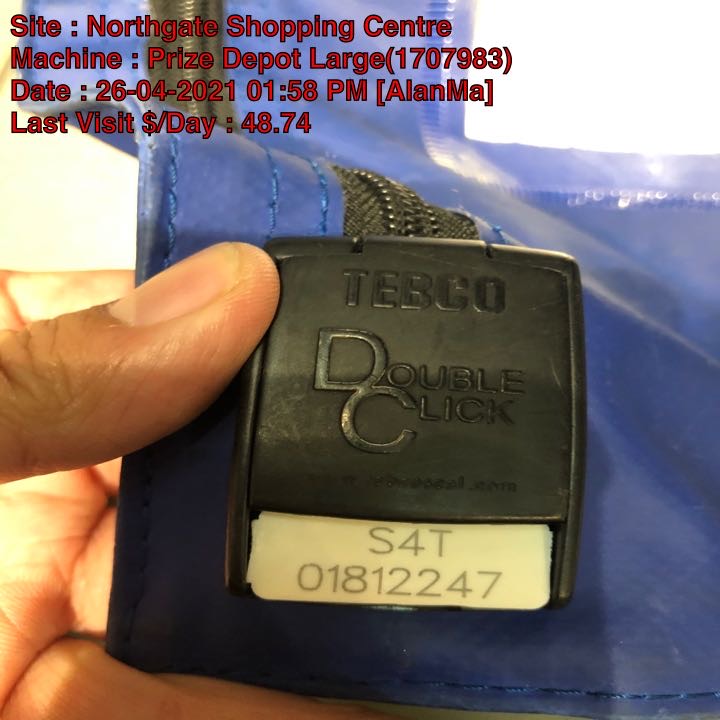 Site : Northgate Shopping Centre
Machine : Prize Depot Large(1707983)
Date : 26-04-2021 01:58 PM [AlanMa]
Last Visit $/Day : 48.74
TEBCO
DOUBLE
CLICK
S4T
01812247